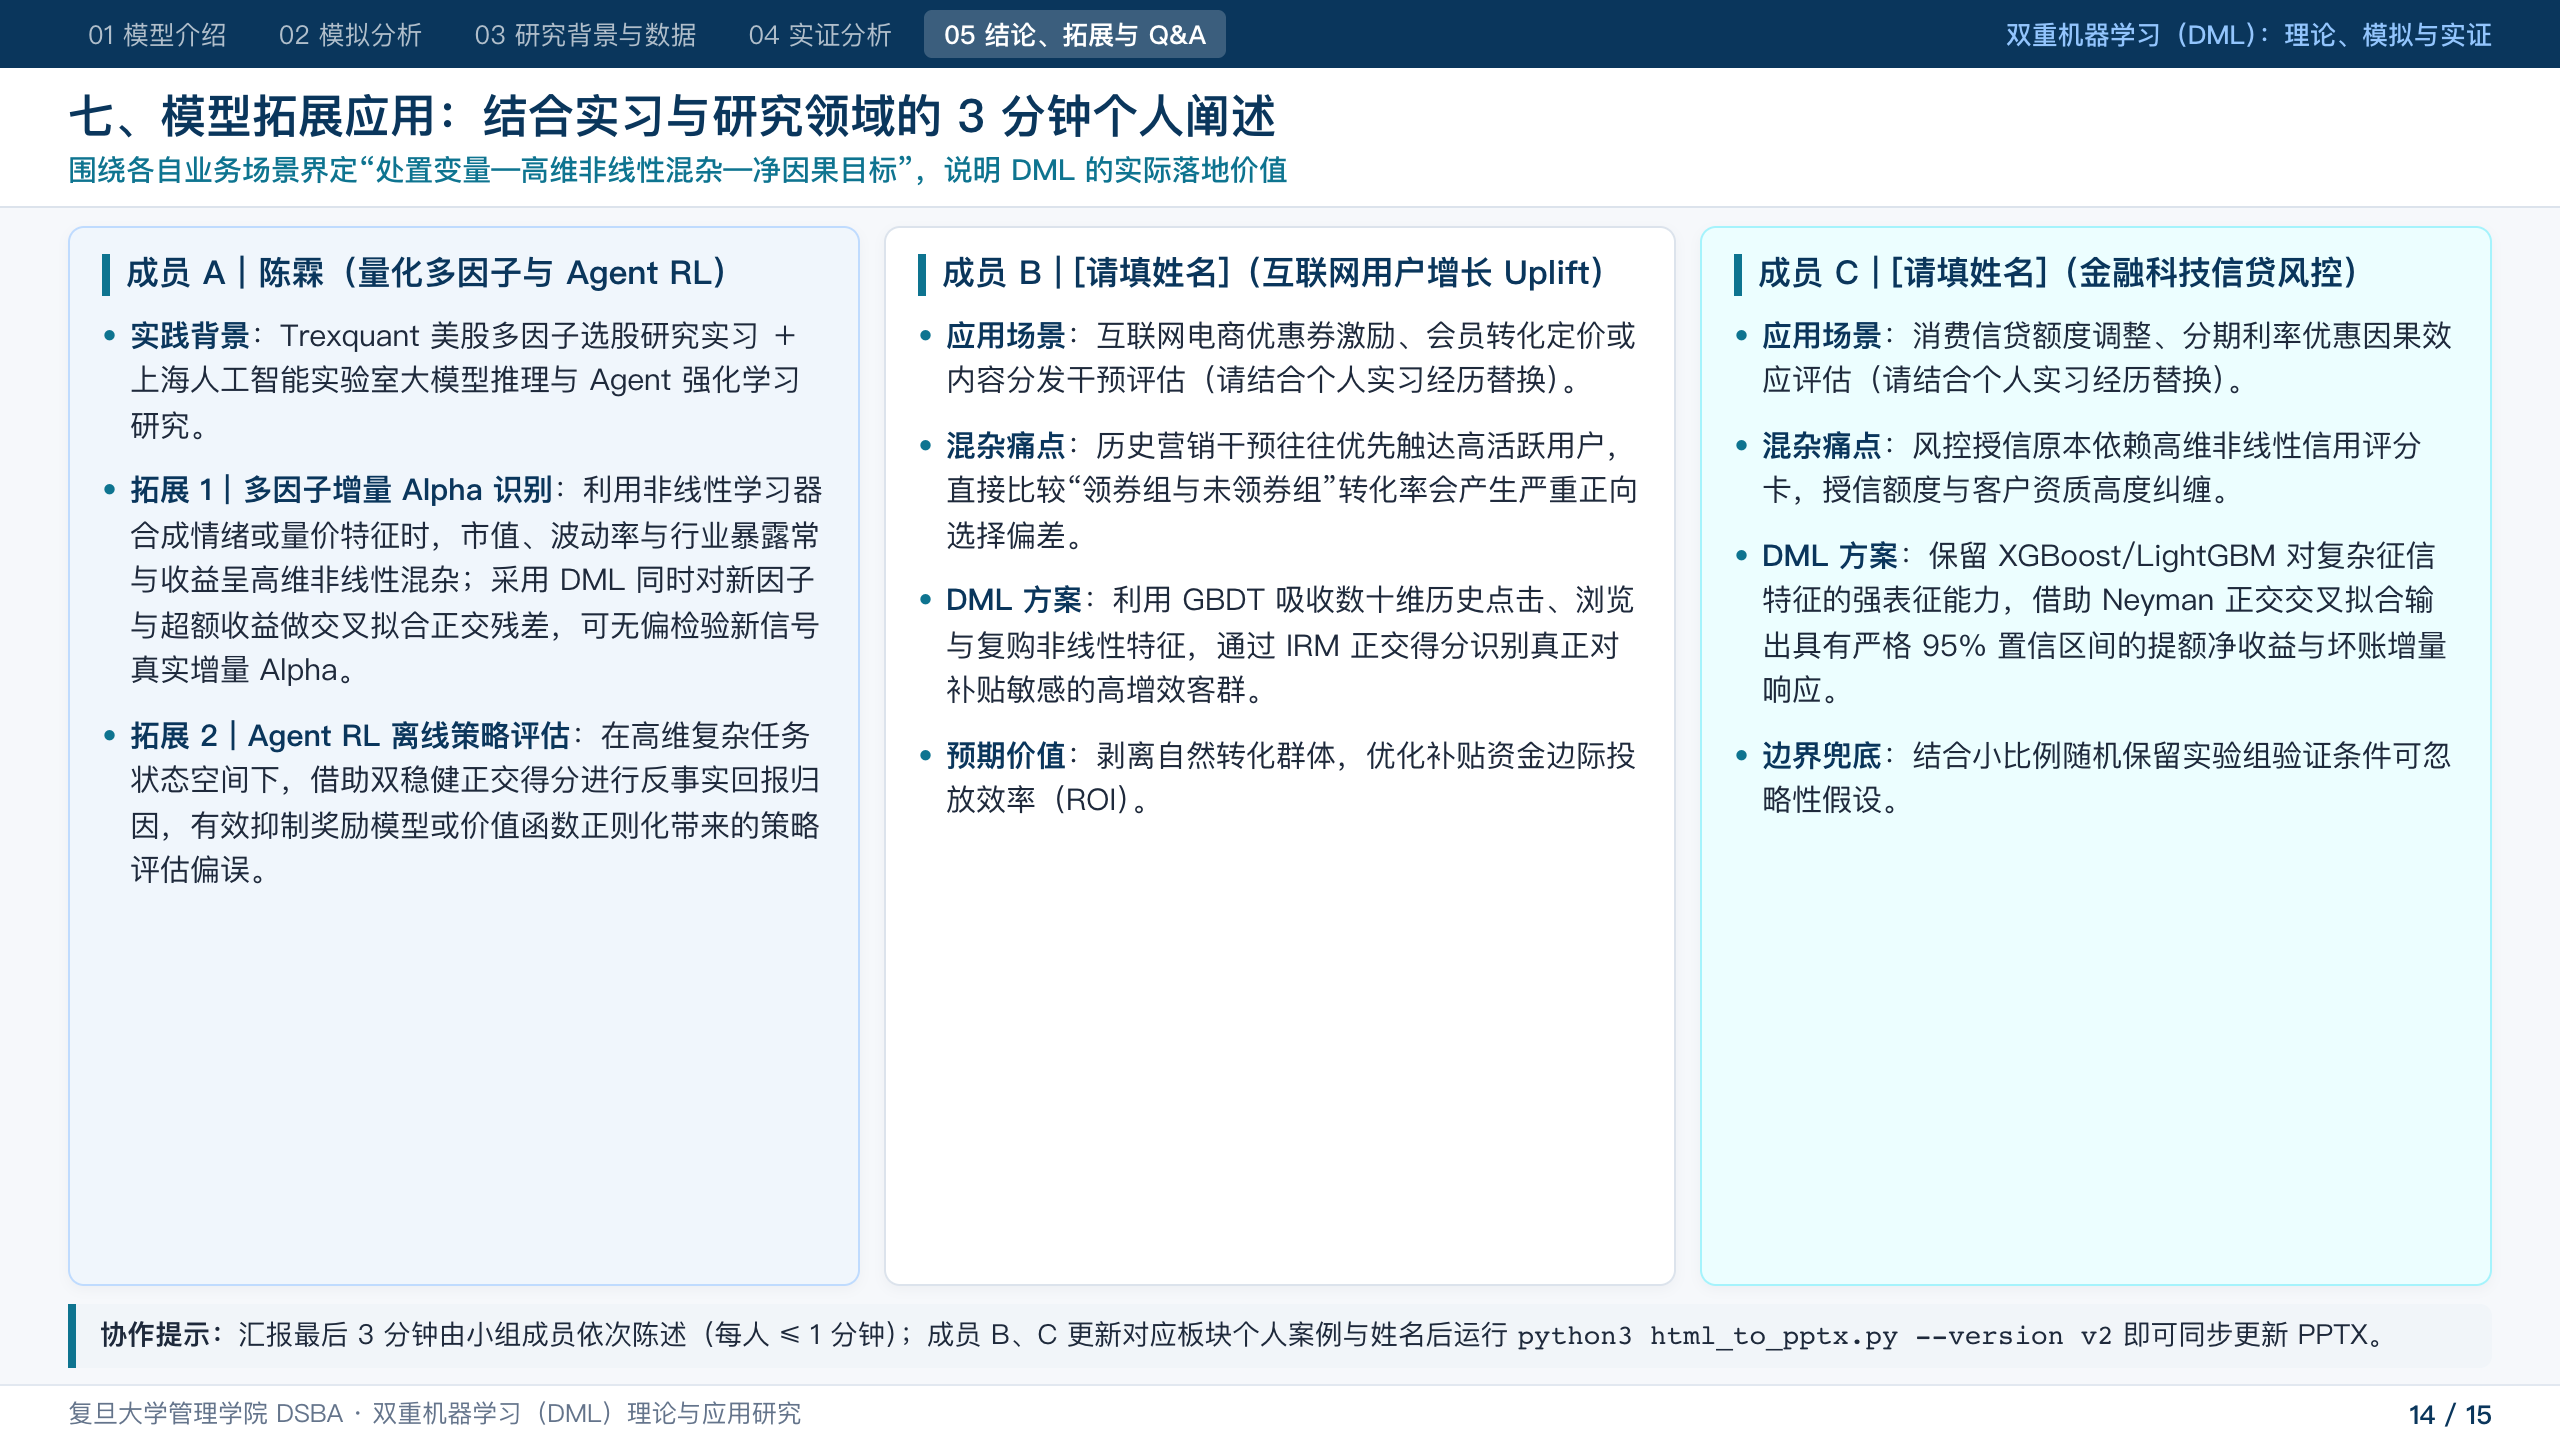 01 模型介绍 02 模拟分析 03 研究背景与数据 04 实证分析 05 结论、拓展与 Q&A 双重机器学习（DML）：理论、模拟与实证
七、模型拓展应用：结合实习与研究领域的 3 分钟个人阐述
围绕各自业务场景界定“处置变量—高维非线性混杂—净因果目标”，说明 DML 的实际落地价值
成员 A｜陈霖（量化多因子与 Agent RL）
• 实践背景：Trexquant 美股多因子选股研究实习 +
上海人工智能实验室大模型推理与 Agent 强化学习
研究。
• 拓展 1｜多因子增量 Alpha 识别：利用非线性学习器
合成情绪或量价特征时，市值、波动率与行业暴露常
与收益呈高维非线性混杂；采用 DML 同时对新因子
与超额收益做交叉拟合正交残差，可无偏检验新信号
真实增量 Alpha。
• 拓展 2｜Agent RL 离线策略评估：在高维复杂任务
状态空间下，借助双稳健正交得分进行反事实回报归
因，有效抑制奖励模型或价值函数正则化带来的策略
评估偏误。
成员 B｜[请填姓名]（互联网用户增长 Uplift）
• 应用场景：互联网电商优惠券激励、会员转化定价或
内容分发干预评估（请结合个人实习经历替换）。
• 混杂痛点：历史营销干预往往优先触达高活跃用户，
直接比较“领券组与未领券组”转化率会产生严重正向
选择偏差。
• DML 方案：利用 GBDT 吸收数十维历史点击、浏览
与复购非线性特征，通过 IRM 正交得分识别真正对
补贴敏感的高增效客群。
• 预期价值：剥离自然转化群体，优化补贴资金边际投
放效率（ROI）。
成员 C｜[请填姓名]（金融科技信贷风控）
• 应用场景：消费信贷额度调整、分期利率优惠因果效
应评估（请结合个人实习经历替换）。
• 混杂痛点：风控授信原本依赖高维非线性信用评分
卡，授信额度与客户资质高度纠缠。
• DML 方案：保留 XGBoost/LightGBM 对复杂征信
特征的强表征能力，借助 Neyman 正交交叉拟合输
出具有严格 95% 置信区间的提额净收益与坏账增量
响应。
• 边界兜底：结合小比例随机保留实验组验证条件可忽
略性假设。
协作提示：汇报最后 3 分钟由小组成员依次陈述（每人 ≤ 1 分钟）；成员 B、C 更新对应板块个人案例与姓名后运行 python3 html_to_pptx.py --version v2 即可同步更新 PPTX。
复旦大学管理学院 DSBA · 双重机器学习（DML）理论与应用研究 14 / 15